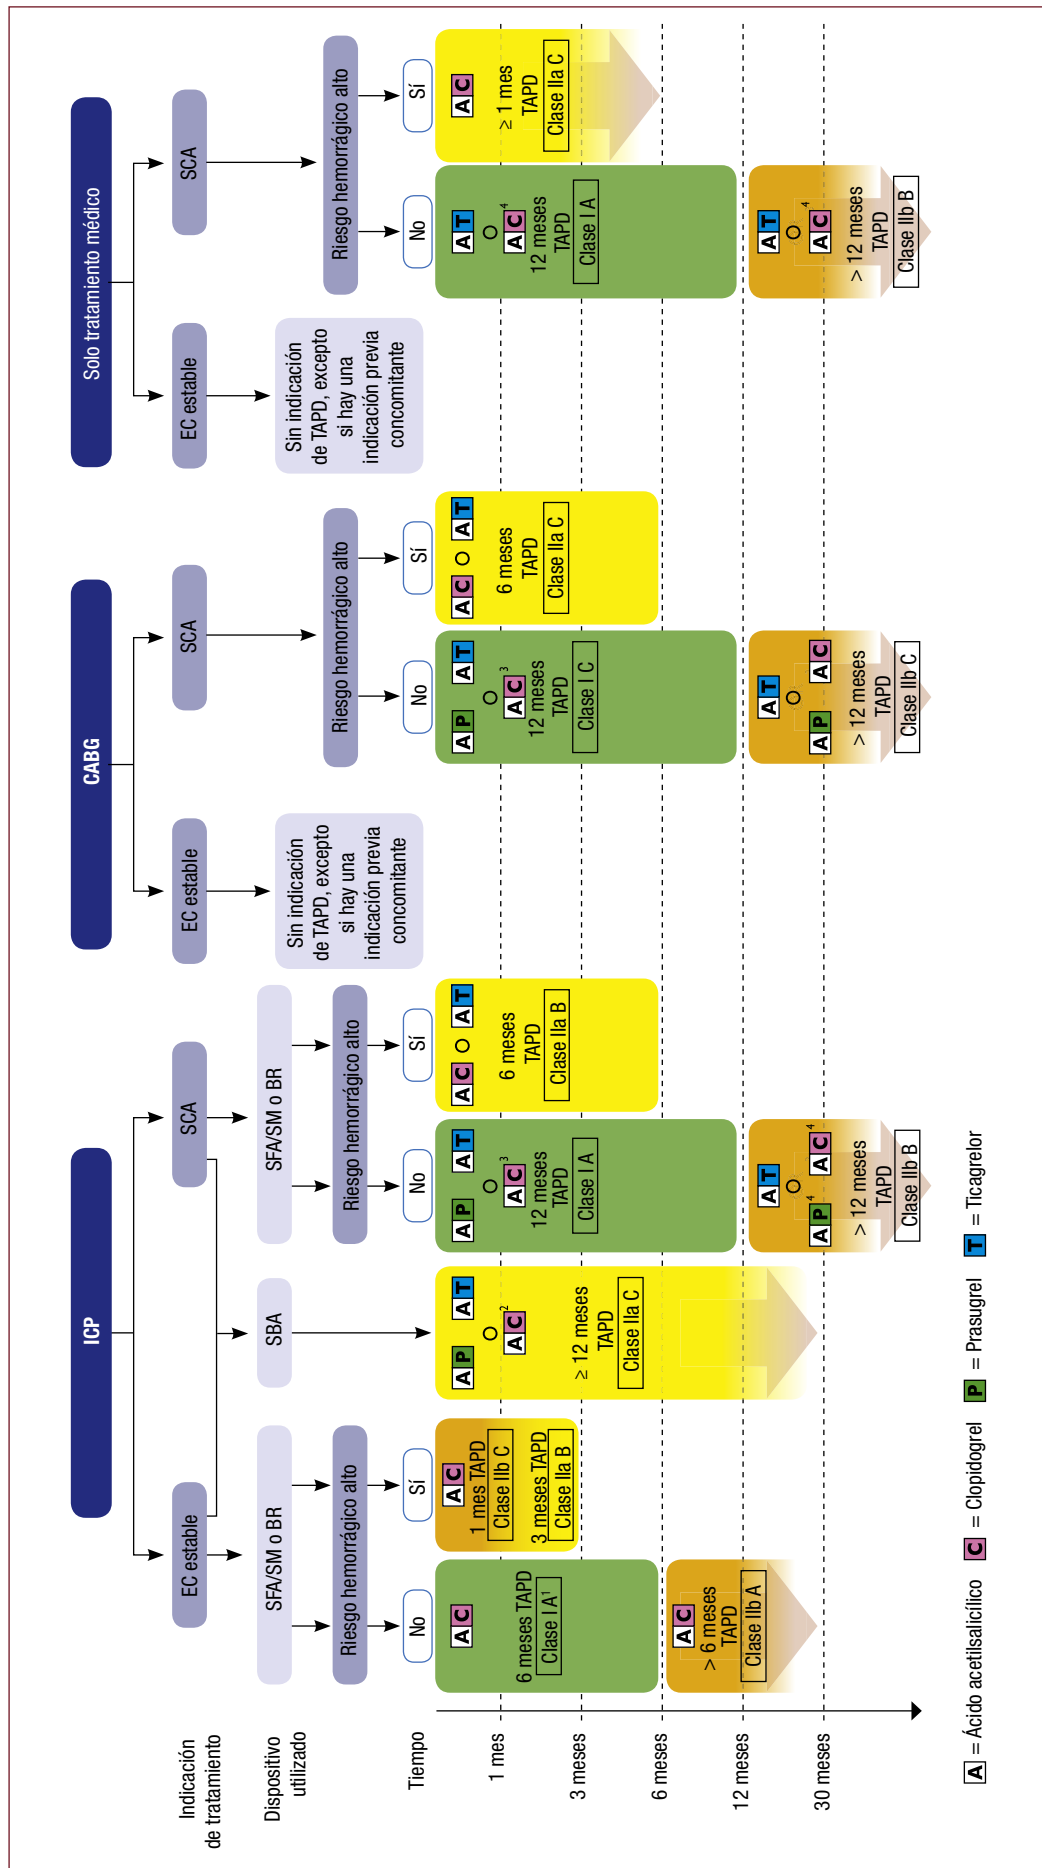 ICP
CABG
Solo tratamiento médico
Indicación
de tratamiento
EC estable
SCA
EC estable
SCA
EC estable
SCA
Dispositivo
utilizado
SFA/SM o BR
SBA
SFA/SM o BR
Sin indicación
de TAPD, excepto
si hay una
indicación previa
concomitante
Sin indicación
de TAPD, excepto
si hay una
indicación previa
concomitante
Riesgo hemorrágico alto
Riesgo hemorrágico alto
Riesgo hemorrágico alto
Riesgo hemorrágico alto
Tiempo
No
Sí
No
Sí
No
Sí
No
Sí
1 mes
3 meses
6 meses
12 meses
30 meses
A C
6 meses TAPD
Clase I A¹
A C
> 6 meses
TAPD
Clase IIb A
A C
1 mes TAPD
Clase IIb C
3 meses TAPD
Clase IIa B
A P A T
O
A C ²
≥ 12 meses
TAPD
Clase IIa C
A P A T
O
A C ³
12 meses
TAPD
Clase I A
A T
O
A P ⁴ A C ⁴
> 12 meses
TAPD
Clase IIb B
A C O A T
6 meses
TAPD
Clase IIa B
A P A T
O
A C ³
12 meses
TAPD
Clase I C
A T
O
A P A C
> 12 meses
TAPD
Clase IIb C
A C O A T
6 meses
TAPD
Clase IIa C
A T
O
A C ⁴
12 meses
TAPD
Clase I A
A T
O
A C ⁴
> 12 meses
TAPD
Clase IIb B
A C
≥ 1 mes
TAPD
Clase IIa C
A = Ácido acetilsalicílico C = Clopidogrel P = Prasugrel T = Ticagrelor